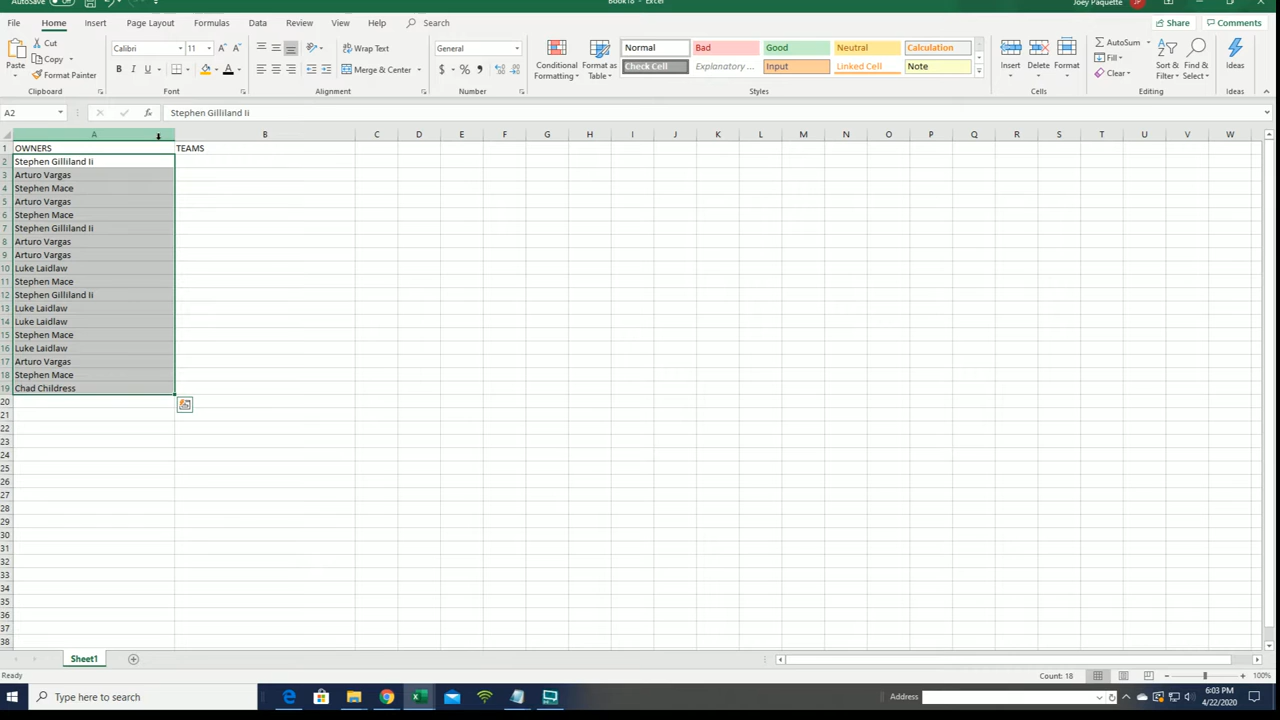 AutoSave Off Book18 - Excel Joey Paquette
File Home Insert Page Layout Formulas Data Review View Help Search Share Comments
Paste Cut Copy Format Painter Clipboard
Calibri 11 B I U A Font
Wrap Text Merge & Center Alignment
General $ % , Number
Conditional Formatting Format as Table
Normal Bad Good Neutral Calculation
Check Cell Explanatory ... Input Linked Cell Note
Styles
Insert Delete Format Cells
AutoSum Fill Clear Sort & Filter Find & Select Editing
Ideas Ideas
A2 fx Stephen Gilliland Ii
A B C D E F G H I J K L M N O P Q R S T U V W
1 OWNERS TEAMS
2 Stephen Gilliland Ii
3 Arturo Vargas
4 Stephen Mace
5 Arturo Vargas
6 Stephen Mace
7 Stephen Gilliland Ii
8 Arturo Vargas
9 Arturo Vargas
10 Luke Laidlaw
11 Stephen Mace
12 Stephen Gilliland Ii
13 Luke Laidlaw
14 Luke Laidlaw
15 Stephen Mace
16 Luke Laidlaw
17 Arturo Vargas
18 Stephen Mace
19 Chad Childress
20
21
22
23
24
25
26
27
28
29
30
31
32
33
34
35
36
37
38
Sheet1
Ready Count: 18 100%
Type here to search Address 6:03 PM
4/22/2020